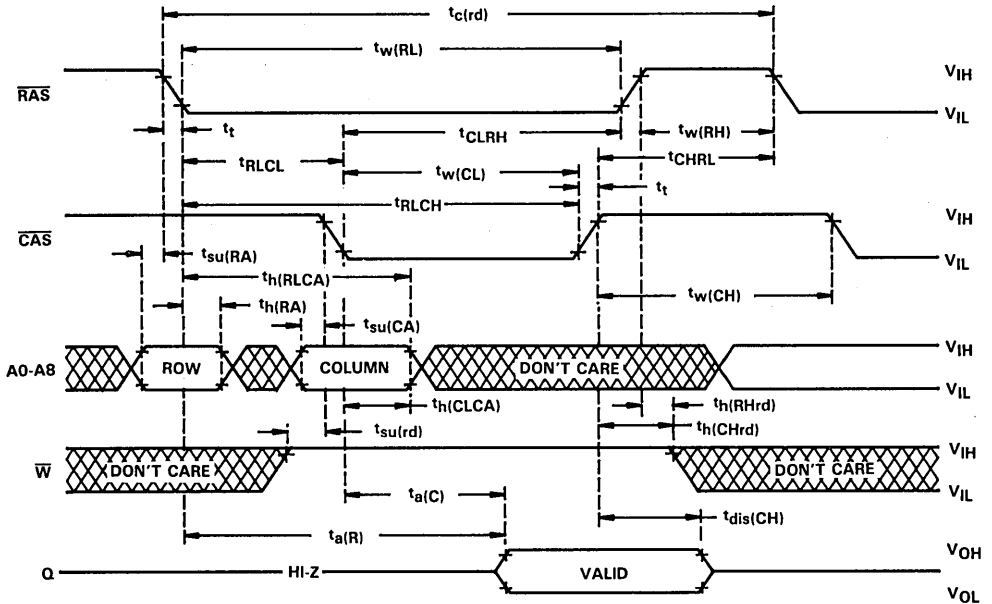 tc(rd)
tw(RL)
RAS
VIH
VIL
tt
tCLRH
tw(RH)
tRLCL
tCHRL
tw(CL)
tt
tRLCH
CAS
VIH
VIL
tsu(RA)
th(RLCA)
tw(CH)
th(RA)
tsu(CA)
A0-A8
ROW
COLUMN
DON'T CARE
VIH
VIL
th(CLCA)
th(RHrd)
tsu(rd)
th(CHrd)
W
DON'T CARE
DON'T CARE
VIH
VIL
ta(C)
tdis(CH)
ta(R)
Q
HI-Z
VALID
VOH
VOL